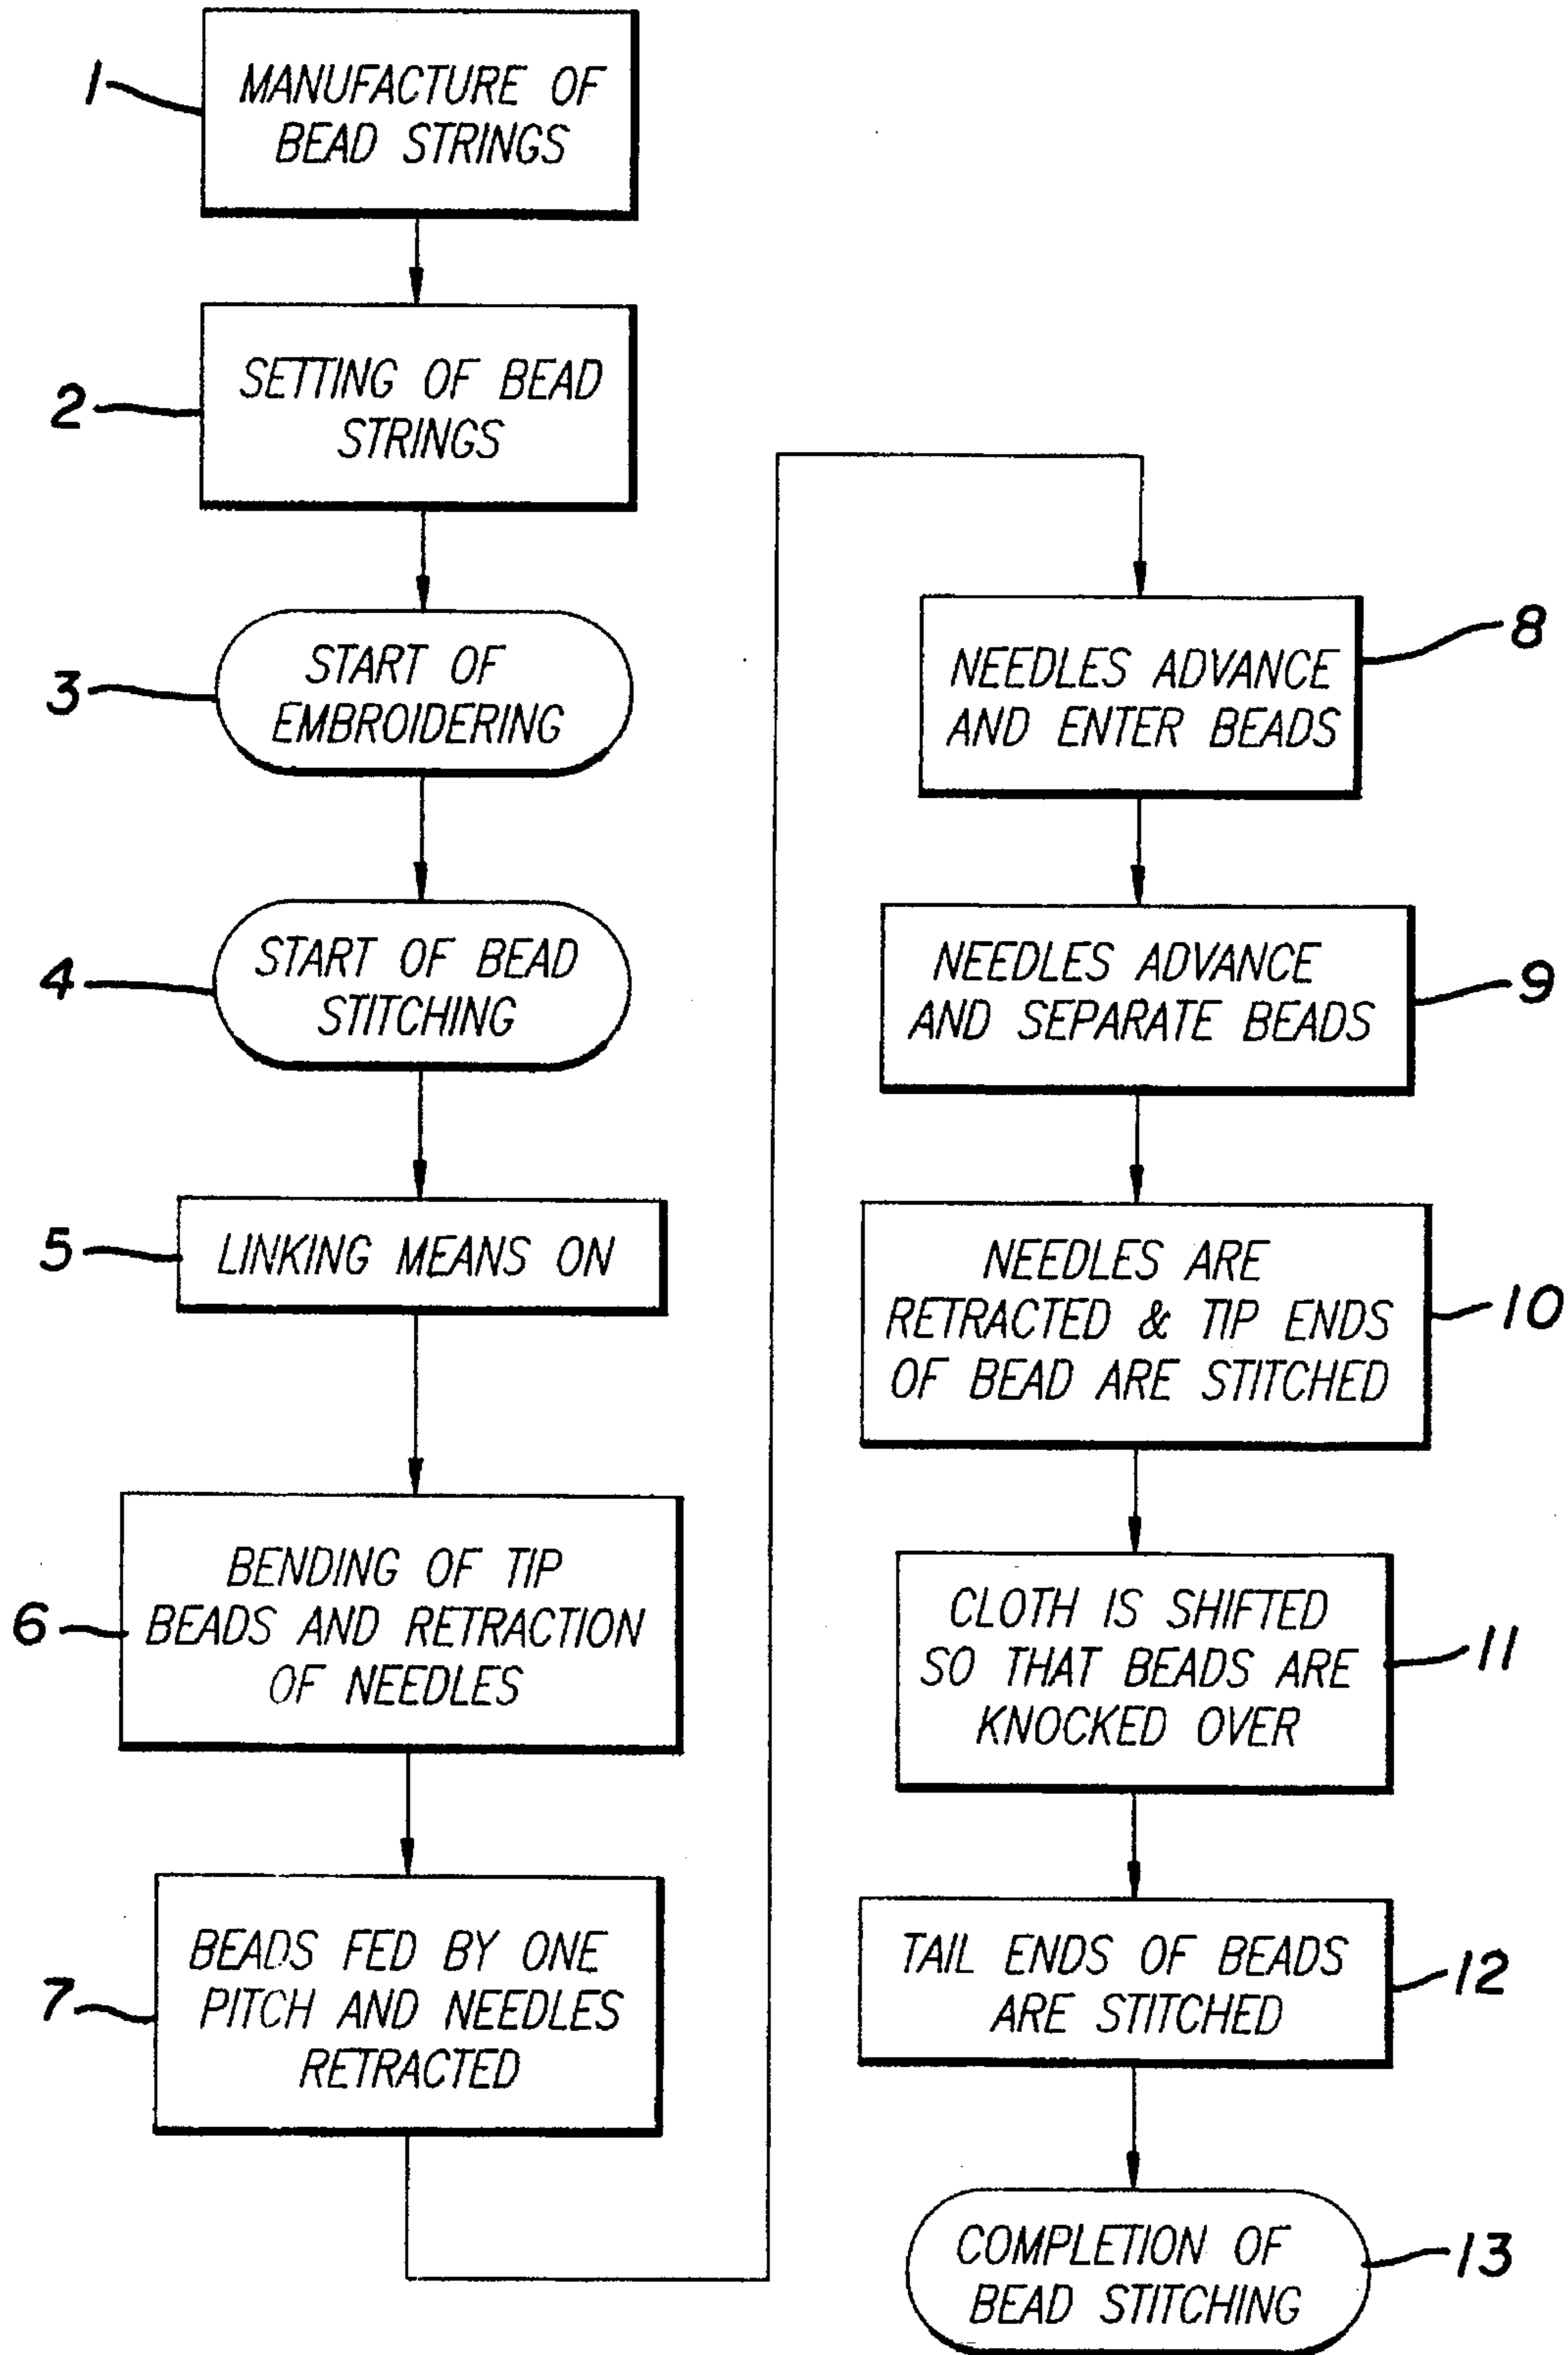 1
MANUFACTURE OF
BEAD STRINGS
2
SETTING OF BEAD
STRINGS
3
START OF
EMBROIDERING
4
START OF BEAD
STITCHING
5
LINKING MEANS ON
6
BENDING OF TIP
BEADS AND RETRACTION
OF NEEDLES
7
BEADS FED BY ONE
PITCH AND NEEDLES
RETRACTED
8
NEEDLES ADVANCE
AND ENTER BEADS
9
NEEDLES ADVANCE
AND SEPARATE BEADS
10
NEEDLES ARE
RETRACTED & TIP ENDS
OF BEAD ARE STITCHED
11
CLOTH IS SHIFTED
SO THAT BEADS ARE
KNOCKED OVER
12
TAIL ENDS OF BEADS
ARE STITCHED
13
COMPLETION OF
BEAD STITCHING